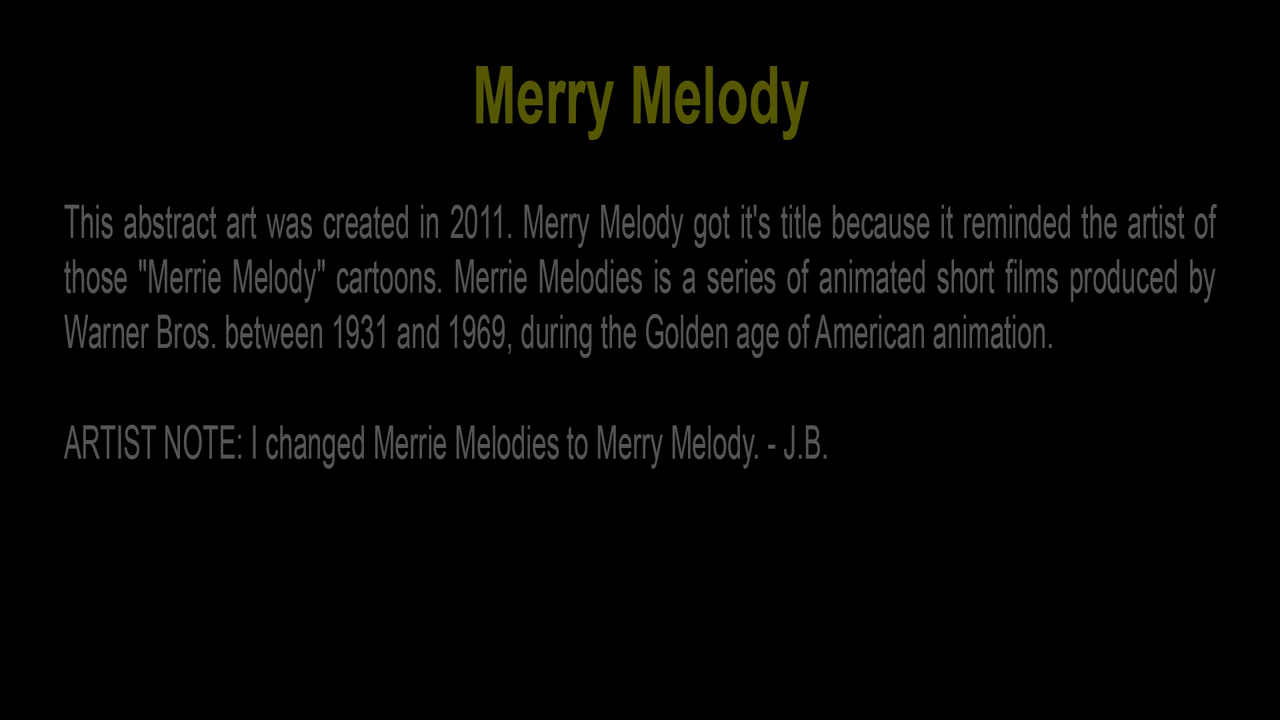 Merry Melody
This abstract art was created in 2011. Merry Melody got it's title because it reminded the artist of
those "Merrie Melody" cartoons. Merrie Melodies is a series of animated short films produced by
Warner Bros. between 1931 and 1969, during the Golden age of American animation.
ARTIST NOTE: I changed Merrie Melodies to Merry Melody. - J.B.